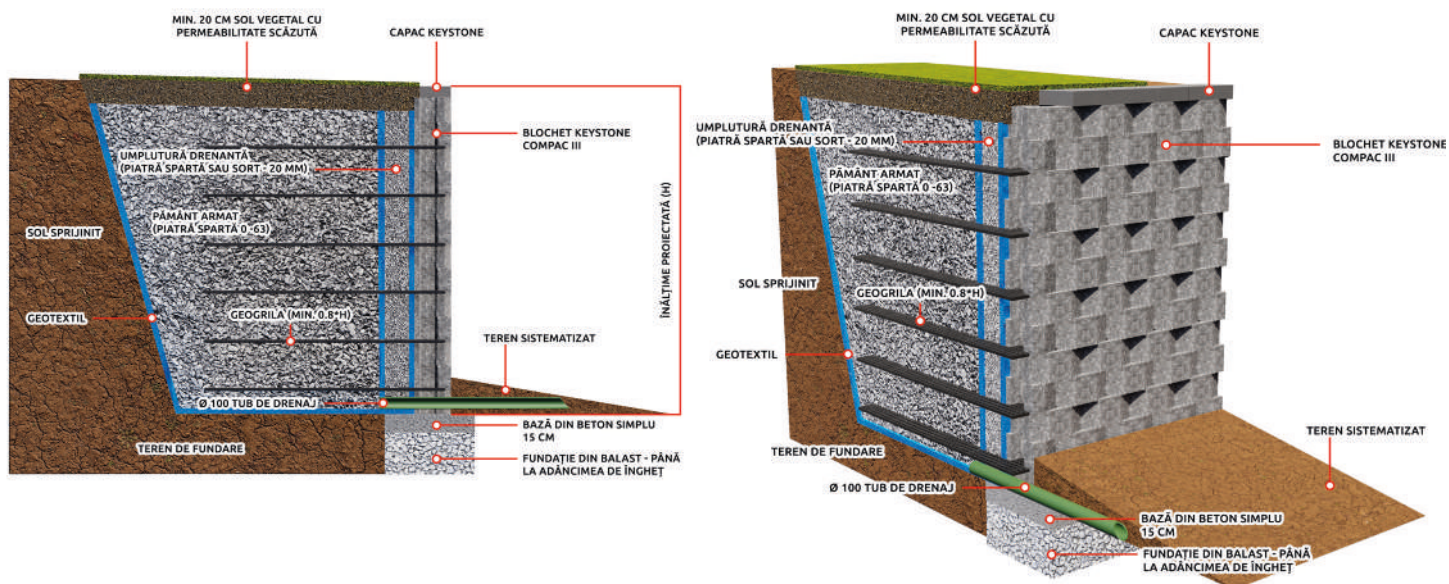 MIN. 20 CM SOL VEGETAL CU
PERMEABILITATE SCĂZUTĂ
CAPAC KEYSTONE
BLOCHET KEYSTONE
COMPAC III
UMPLUTURĂ DRENANTĂ
(PIATRĂ SPARTĂ SAU SORT - 20 MM)
PĂMÂNT ARMAT
(PIATRĂ SPARTĂ 0 -63)
SOL SPRIJINIT
ÎNĂLȚIME PROIECTATĂ (H)
GEOTEXTIL
GEOGRILA (MIN. 0.8*H)
TEREN SISTEMATIZAT
Ø 100 TUB DE DRENAJ
BAZĂ DIN BETON SIMPLU
15 CM
TEREN DE FUNDARE
FUNDAȚIE DIN BALAST - PÂNĂ
LA ADÂNCIMEA DE ÎNGHEȚ
MIN. 20 CM SOL VEGETAL CU
PERMEABILITATE SCĂZUTĂ
CAPAC KEYSTONE
UMPLUTURĂ DRENANTĂ
(PIATRĂ SPARTĂ SAU SORT - 20 MM)
BLOCHET KEYSTONE
COMPAC III
PĂMÂNT ARMAT
(PIATRĂ SPARTĂ 0 -63)
SOL SPRIJINIT
GEOGRILA (MIN. 0.8*H)
GEOTEXTIL
TEREN SISTEMATIZAT
TEREN DE FUNDARE
Ø 100 TUB DE DRENAJ
BAZĂ DIN BETON SIMPLU
15 CM
FUNDAȚIE DIN BALAST - PÂNĂ
LA ADÂNCIMEA DE ÎNGHEȚ